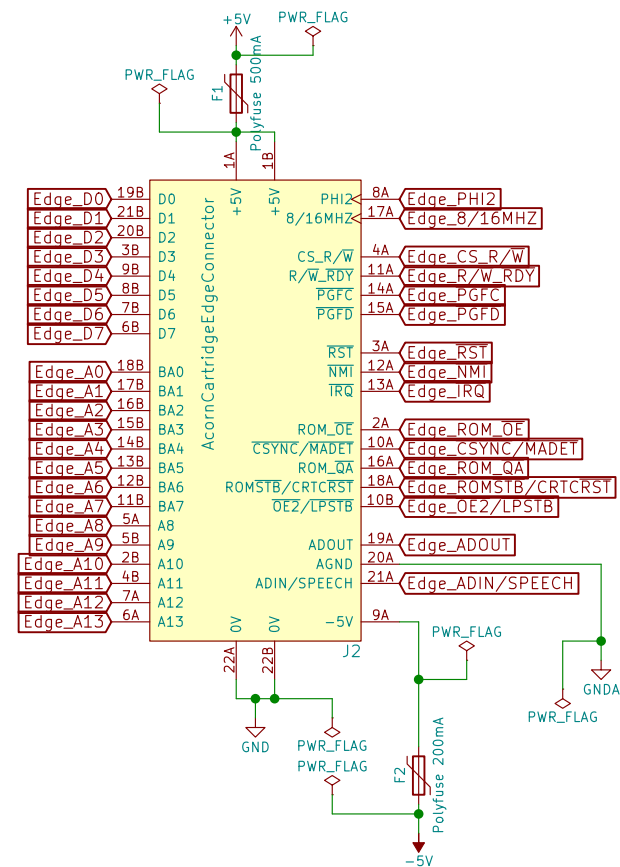 +5V
PWR_FLAG
PWR_FLAG
F1
Polyfuse 500mA
1A
1B
+5V
+5V
AcornCartridgeEdgeConnector
Edge_D0 19B D0
Edge_D1 21B D1
Edge_D2 20B D2
Edge_D3 3B D3
Edge_D4 9B D4
Edge_D5 8B D5
Edge_D6 7B D6
Edge_D7 6B D7
Edge_A0 18B BA0
Edge_A1 17B BA1
Edge_A2 16B BA2
Edge_A3 15B BA3
Edge_A4 14B BA4
Edge_A5 13B BA5
Edge_A6 12B BA6
Edge_A7 11B BA7
Edge_A8 5A A8
Edge_A9 5B A9
Edge_A10 2B A10
Edge_A11 4B A11
Edge_A12 7A A12
Edge_A13 6A A13
PHI2 8A Edge_PHI2
8/16MHZ 17A Edge_8/16MHZ
CS_R/W 4A Edge_CS_R/W
R/W_RDY 11A Edge_R/W_RDY
PGFC 14A Edge_PGFC
PGFD 15A Edge_PGFD
RST 3A Edge_RST
NMI 12A Edge_NMI
IRQ 13A Edge_IRQ
ROM_OE 2A Edge_ROM_OE
CSYNC/MADET 10A Edge_CSYNC/MADET
ROM_QA 16A Edge_ROM_QA
ROMSTB/CRTCRST 18A Edge_ROMSTB/CRTCRST
OE2/LPSTB 10B Edge_OE2/LPSTB
ADOUT 19A Edge_ADOUT
AGND 20A
ADIN/SPEECH 21A Edge_ADIN/SPEECH
-5V 9A
0V
0V
22A
22B
J2
PWR_FLAG
GNDA
PWR_FLAG
GND
PWR_FLAG
PWR_FLAG
F2
Polyfuse 200mA
-5V